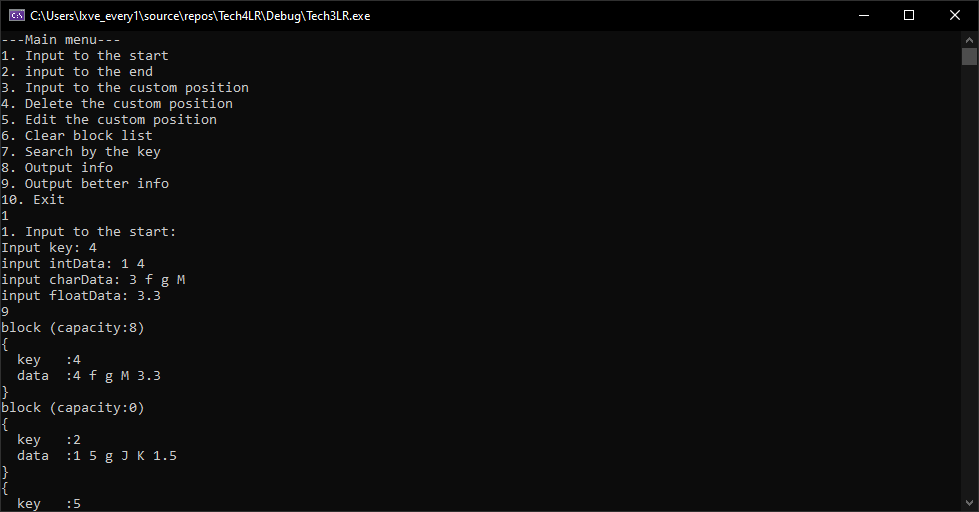 C:\Users\lxve_every1\source\repos\Tech4LR\Debug\Tech3LR.exe
---Main menu---
1. Input to the start
2. input to the end
3. Input to the custom position
4. Delete the custom position
5. Edit the custom position
6. Clear block list
7. Search by the key
8. Output info
9. Output better info
10. Exit
1
1. Input to the start:
Input key: 4
input intData: 1 4
input charData: 3 f g M
input floatData: 3.3
9
block (capacity:8)
{
  key   :4
  data  :4 f g M 3.3
}
block (capacity:0)
{
  key   :2
  data  :1 5 g J K 1.5
}
{
  key   :5